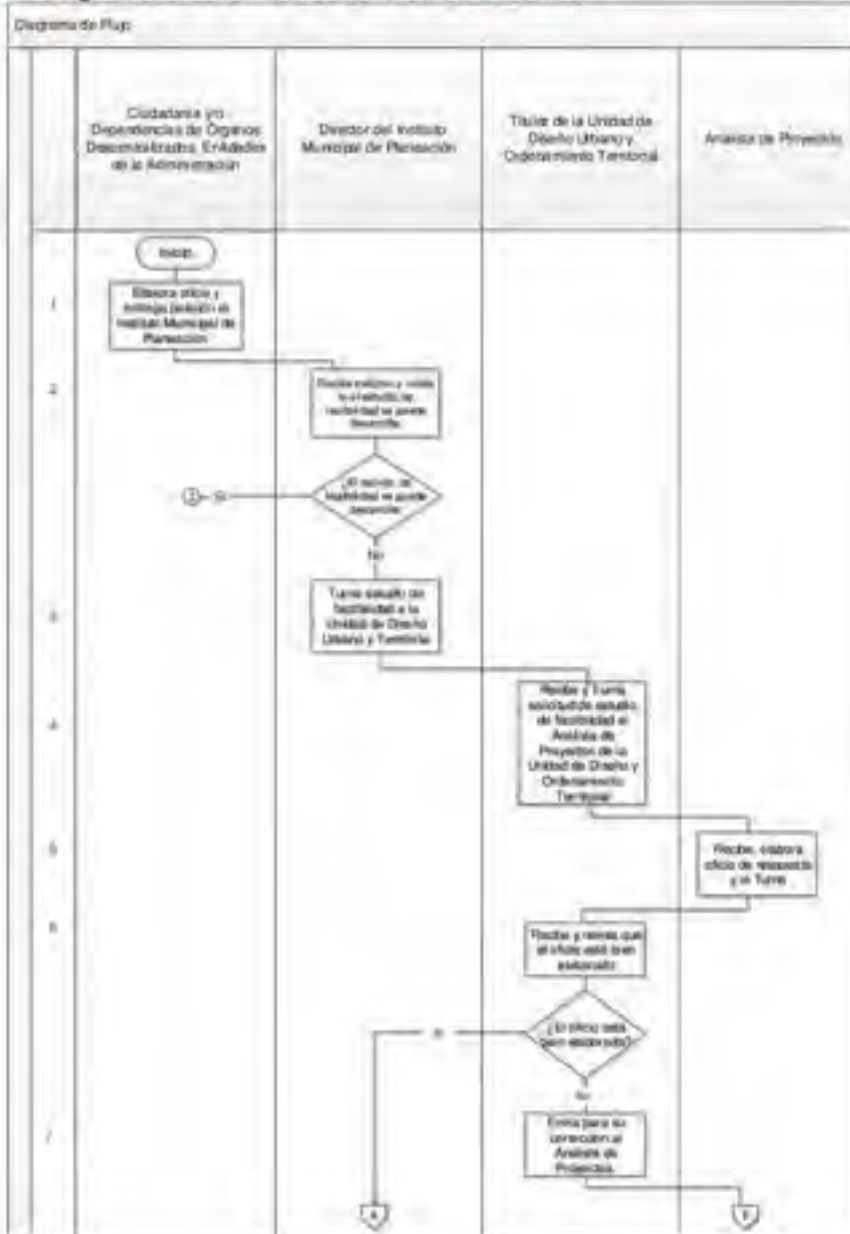 Diagrama de Flujo
Ciudadanía y/o
Dependencias de Órganos
Descentralizados, Entidades
de la Administración
Director del Instituto
Municipal de Planeación
Titular de la Unidad de
Diseño Urbano y
Ordenamiento Territorial
Analista de Proyectos
Inicio
1
Elabora oficio y
entrega petición al
Instituto Municipal de
Planeación
2
Recibe petición y
estudio de
factibilidad se puede
desarrollar
¿El estudio de
factibilidad se puede
desarrollar
Si
No
3
Turna estudio de
factibilidad a la
Unidad de Diseño
Urbano y Territorial
4
Recibe y Turna
solicitud de estudio
de factibilidad al
Analista de
Proyectos de la
Unidad de Diseño y
Ordenamiento
Territorial
5
Recibe, elabora
oficio de respuesta
y lo Turna
6
Recibe y revisa que
el oficio esté bien
elaborado
¿El oficio está
bien elaborado?
Si
No
7
Envía para su
corrección al
Analista de
Proyectos
A